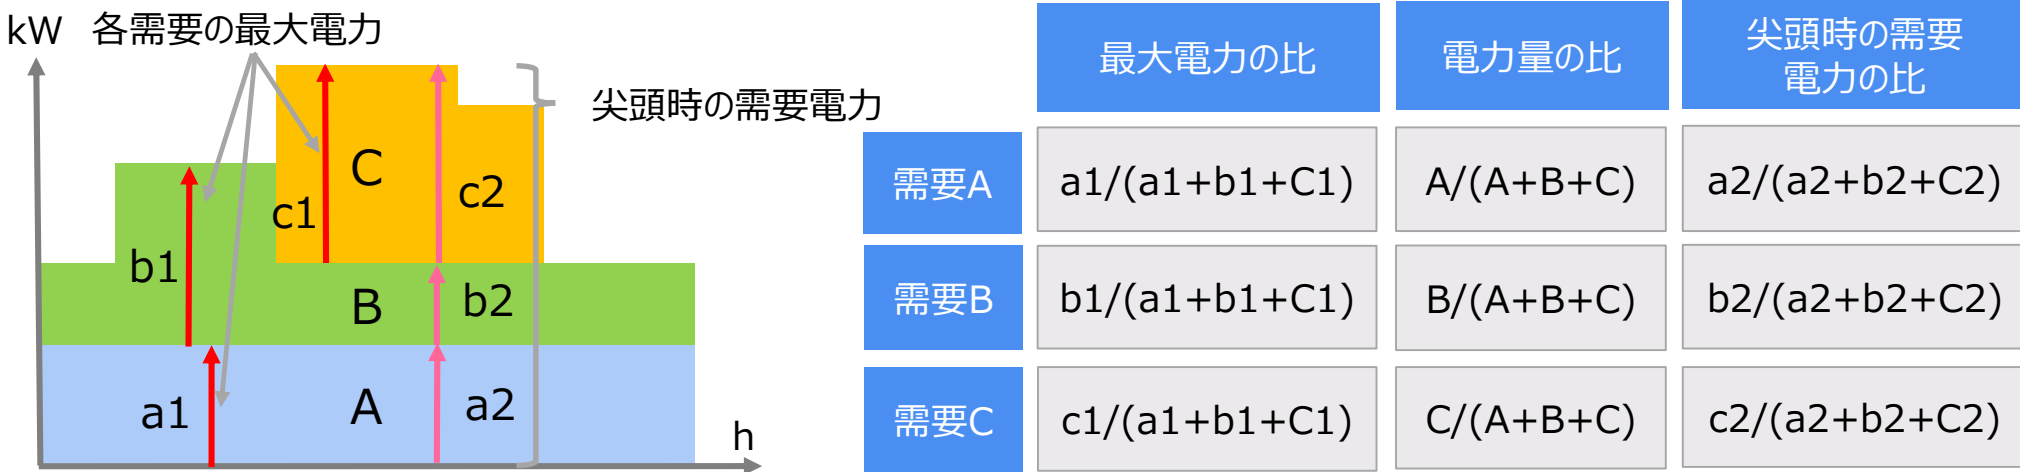 kW 各需要の最大電力
尖頭時の需要電力
C
c1
c2
b1
B
b2
a1
A
a2
h
最大電力の比
電力量の比
尖頭時の需要
電力の比
需要A
a1/(a1+b1+C1)
A/(A+B+C)
a2/(a2+b2+C2)
需要B
b1/(a1+b1+C1)
B/(A+B+C)
b2/(a2+b2+C2)
需要C
c1/(a1+b1+C1)
C/(A+B+C)
c2/(a2+b2+C2)